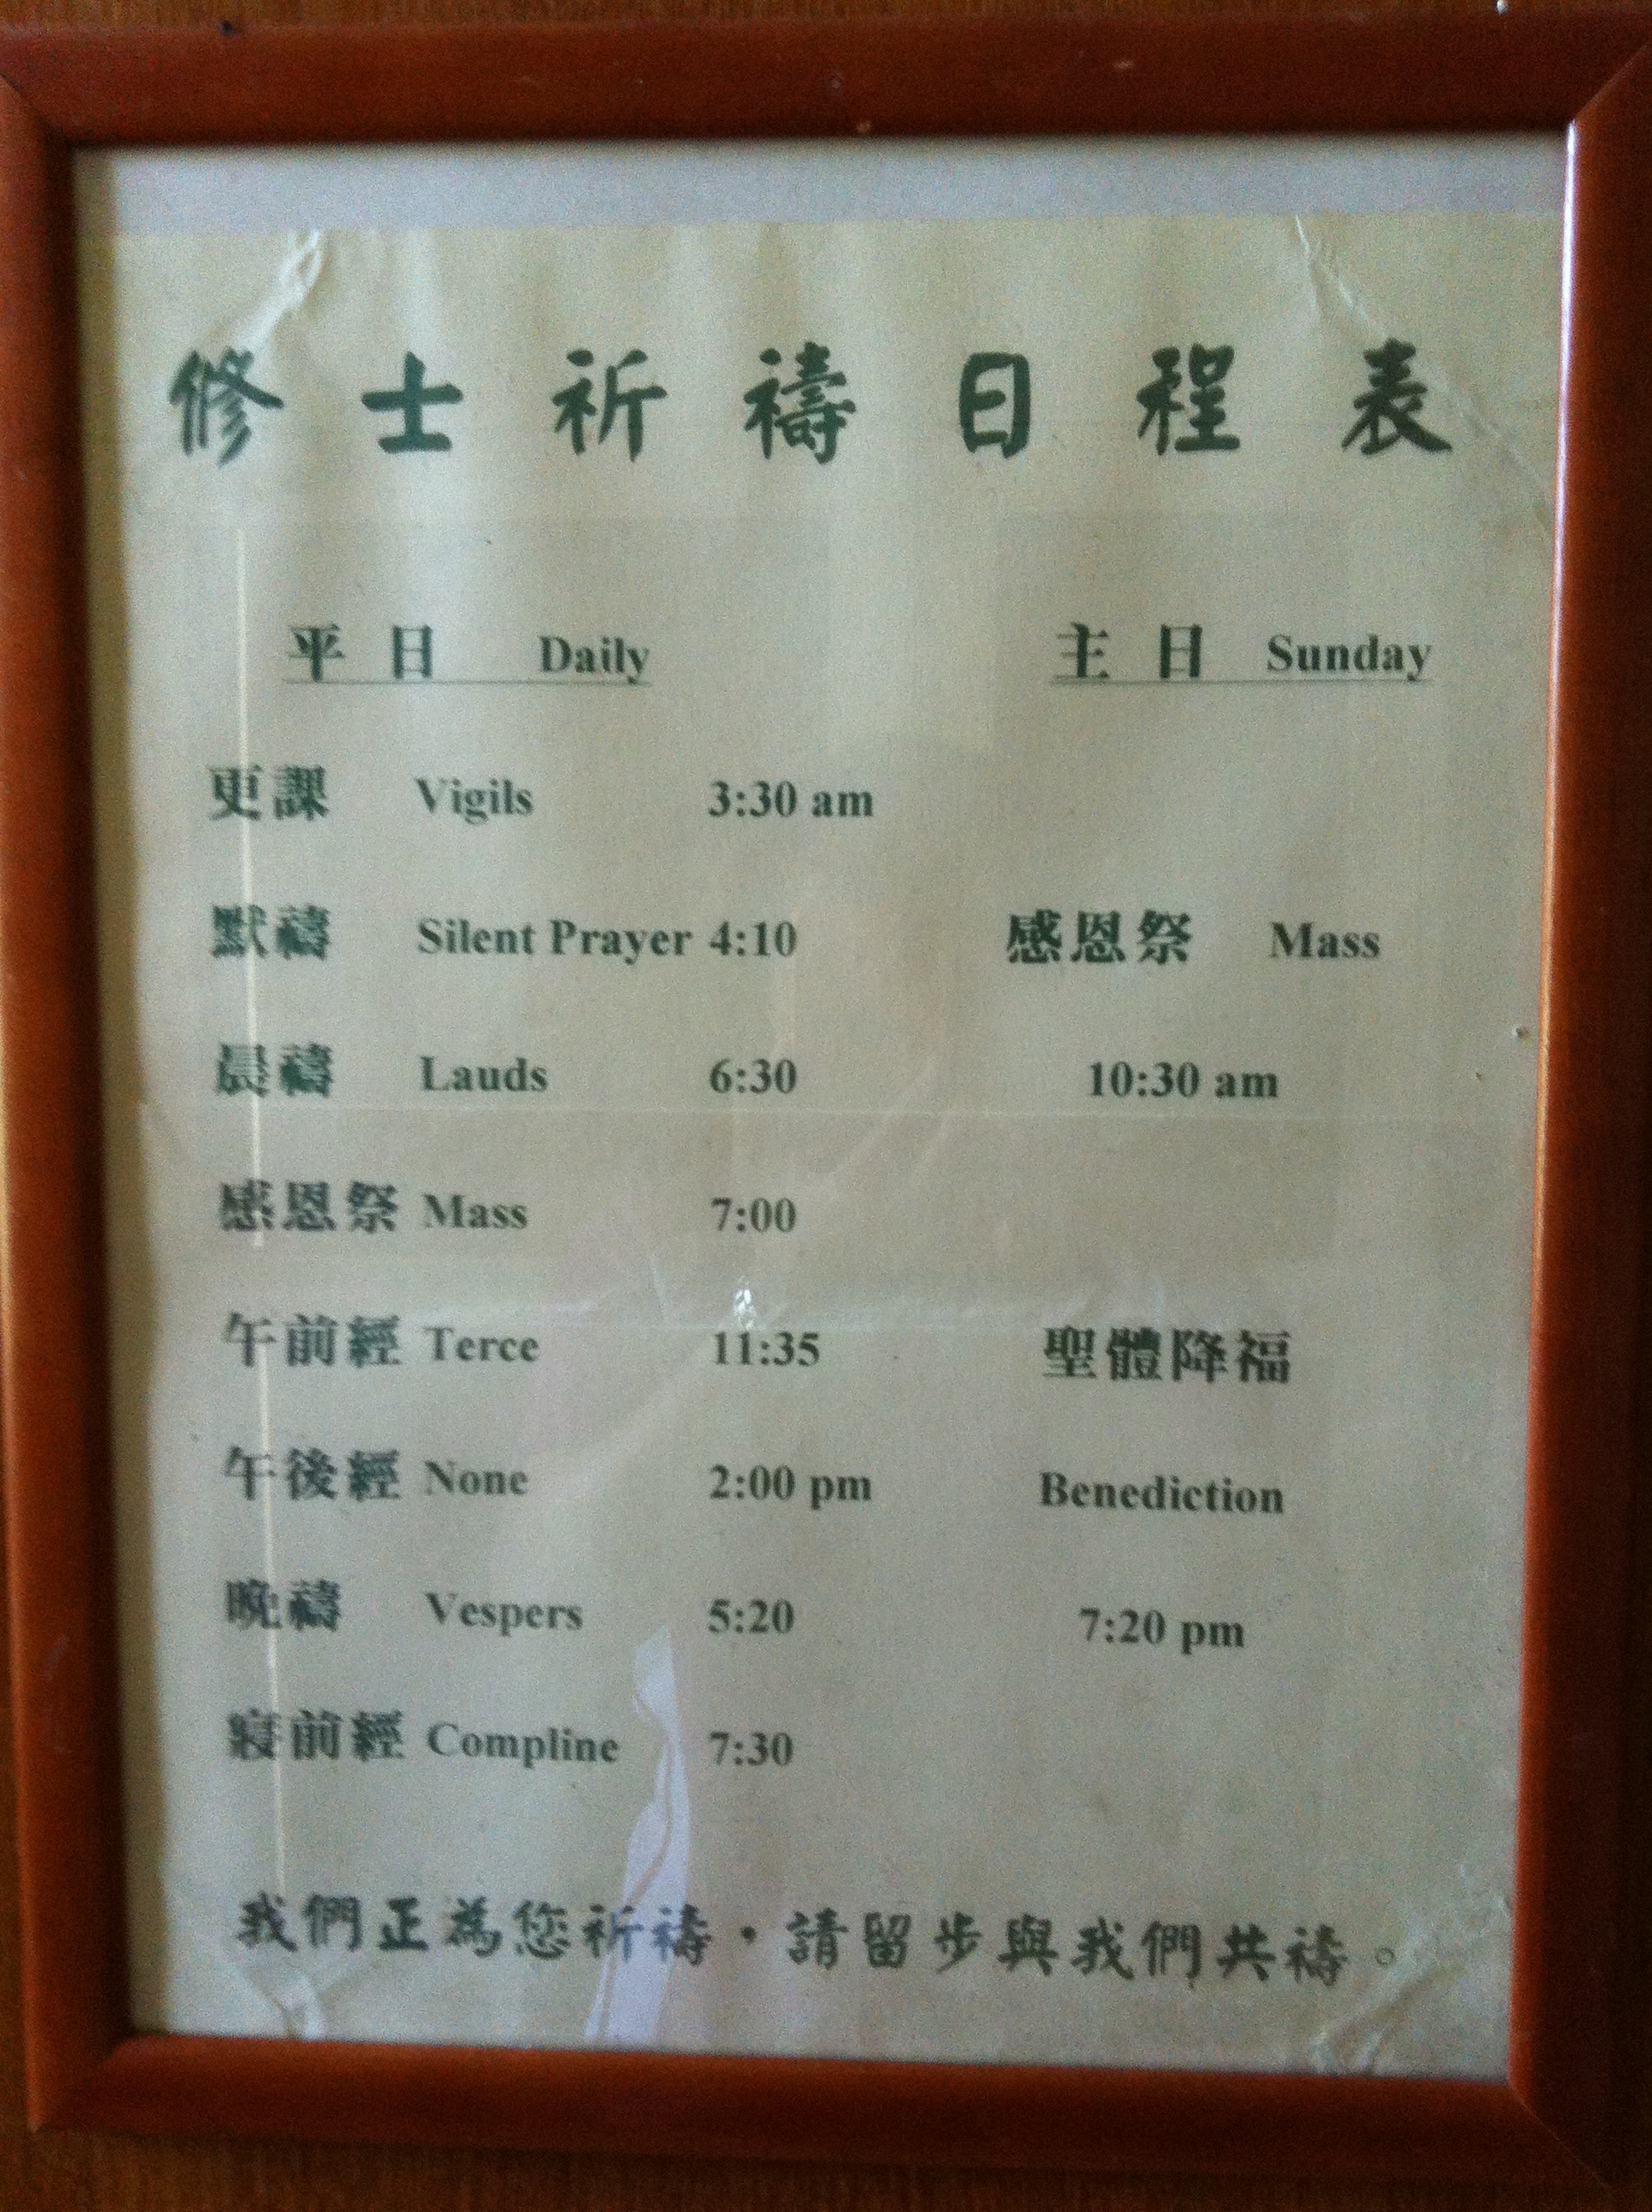 修士祈禱日程表
平日 Daily 主日 Sunday
更課 Vigils 3:30 am
默禱 Silent Prayer 4:10 感恩祭 Mass
晨禱 Lauds 6:30 10:30 am
感恩祭 Mass 7:00
午前經 Terce 11:35 聖體降福
午後經 None 2:00 pm Benediction
晚禱 Vespers 5:20 7:20 pm
寢前經 Compline 7:30
我們正為您祈禱，請留步與我們共禱。